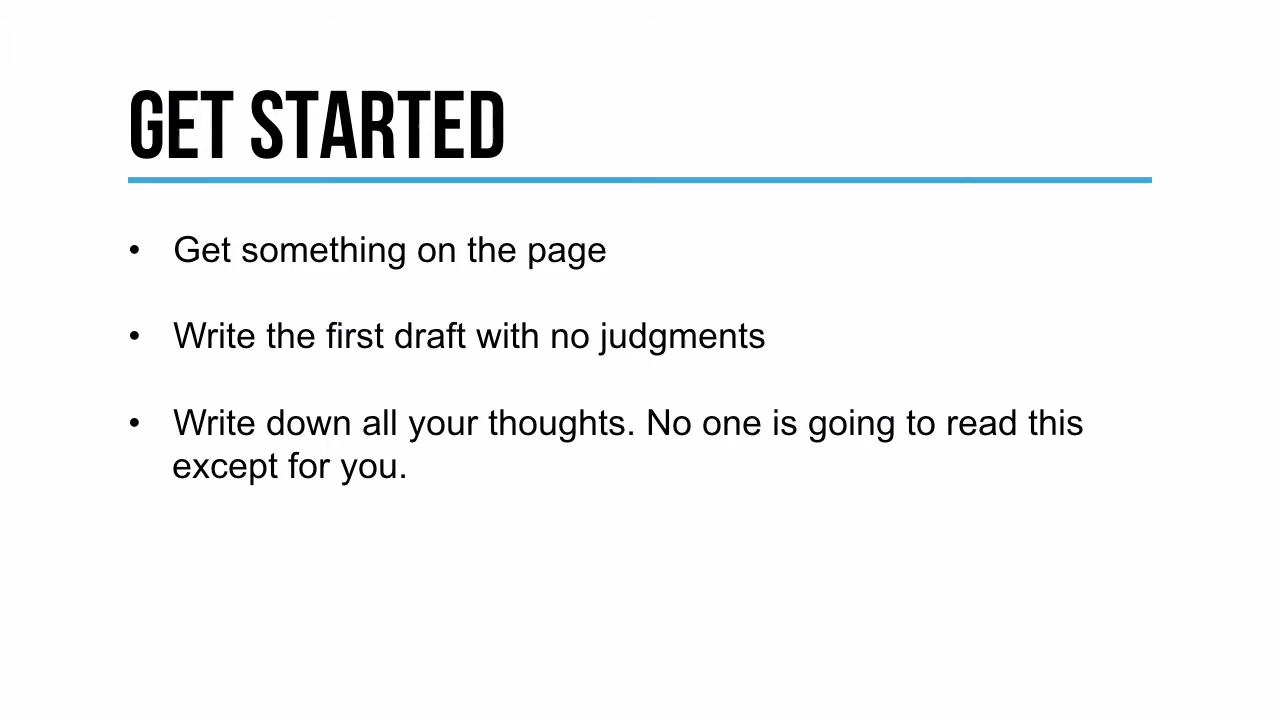 GET STARTED
• Get something on the page
• Write the first draft with no judgments
• Write down all your thoughts. No one is going to read this
except for you.